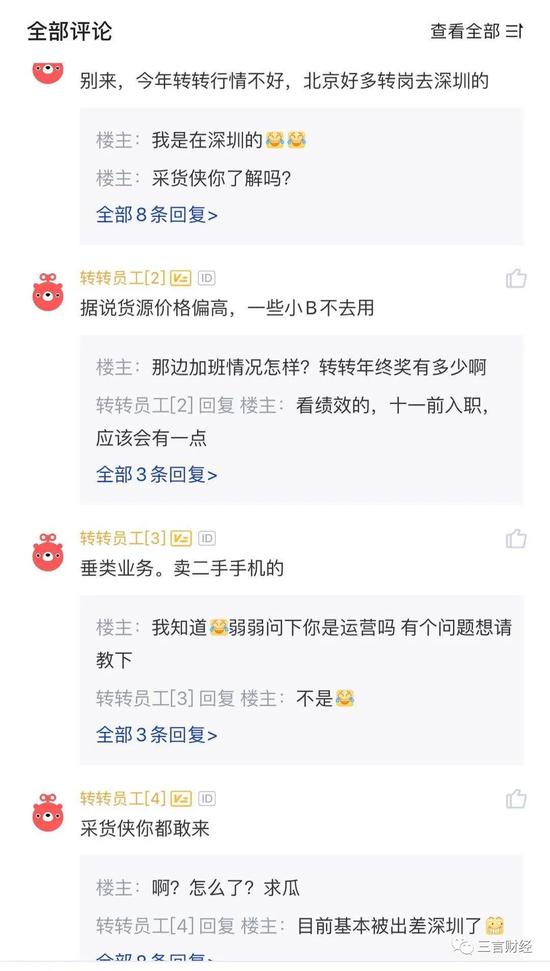 全部评论
查看全部
别来，今年转转行情不好，北京好多转岗去深圳的
楼主：我是在深圳的😂😂
楼主：采货侠你了解吗？
全部8条回复>
转转员工[2] V ID
据说货源价格偏高，一些小B不去用
楼主：那边加班情况怎样？转转年终奖有多少啊
转转员工[2] 回复 楼主：看绩效的，十一前入职，
应该会有一点
全部3条回复>
转转员工[3] V ID
垂类业务。卖二手手机的
楼主：我知道😂弱弱问下你是运营吗 有个问题想请
教下
转转员工[3] 回复 楼主：不是😂
全部3条回复>
转转员工[4] V ID
采货侠你都敢来
楼主：啊？怎么了？求瓜
转转员工[4] 回复 楼主：目前基本被出差深圳了
三言财经
全部8条回复>